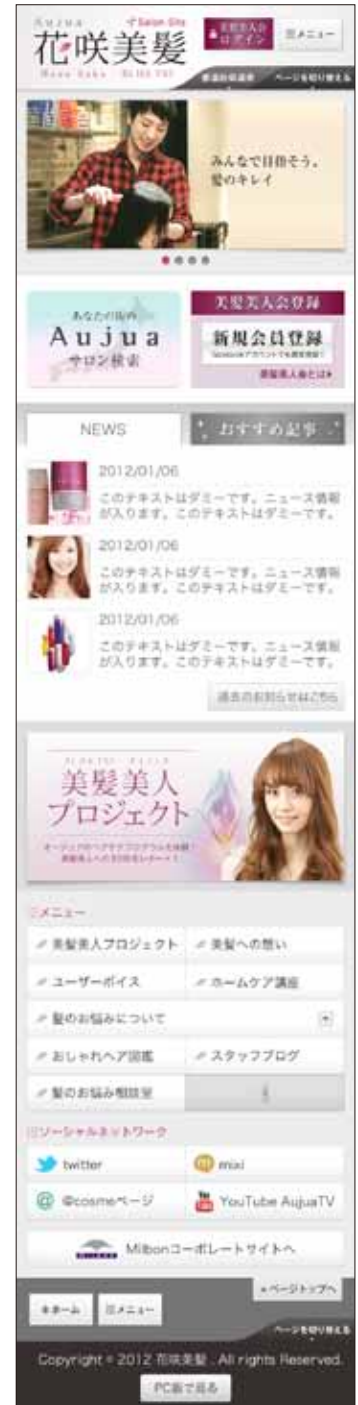 Aujua
Salon Site
花咲美髪
Hana Saku
美髪美人会
ログイン
メニュー
ページを切り替える
みんなで目指そう。
髪のキレイ
あなたの街の
Aujua
サロン検索
美髪美人会登録
新規会員登録
美髪美人会とは
NEWS
おすすめ記事
2012/01/06
このテキストはダミーです。ニュース情報
が入ります。このテキストはダミーです。
2012/01/06
このテキストはダミーです。ニュース情報
が入ります。このテキストはダミーです。
2012/01/06
このテキストはダミーです。ニュース情報
が入ります。このテキストはダミーです。
過去のお知らせはこちら
美髪美人
プロジェクト
メニュー
美髪美人プロジェクト
美髪への想い
ユーザーボイス
ホームケア講座
髪のお悩みについて
おしゃれヘア図鑑
スタッフブログ
髪のお悩み相談室
ソーシャルネットワーク
twitter
mixi
@cosmeページ
YouTube AujuaTV
Milbonコーポレートサイトへ
ページトップへ
ホーム
メニュー
ページを切り替える
Copyright © 2012 花咲美髪 . All rights Reserved.
PC版で見る